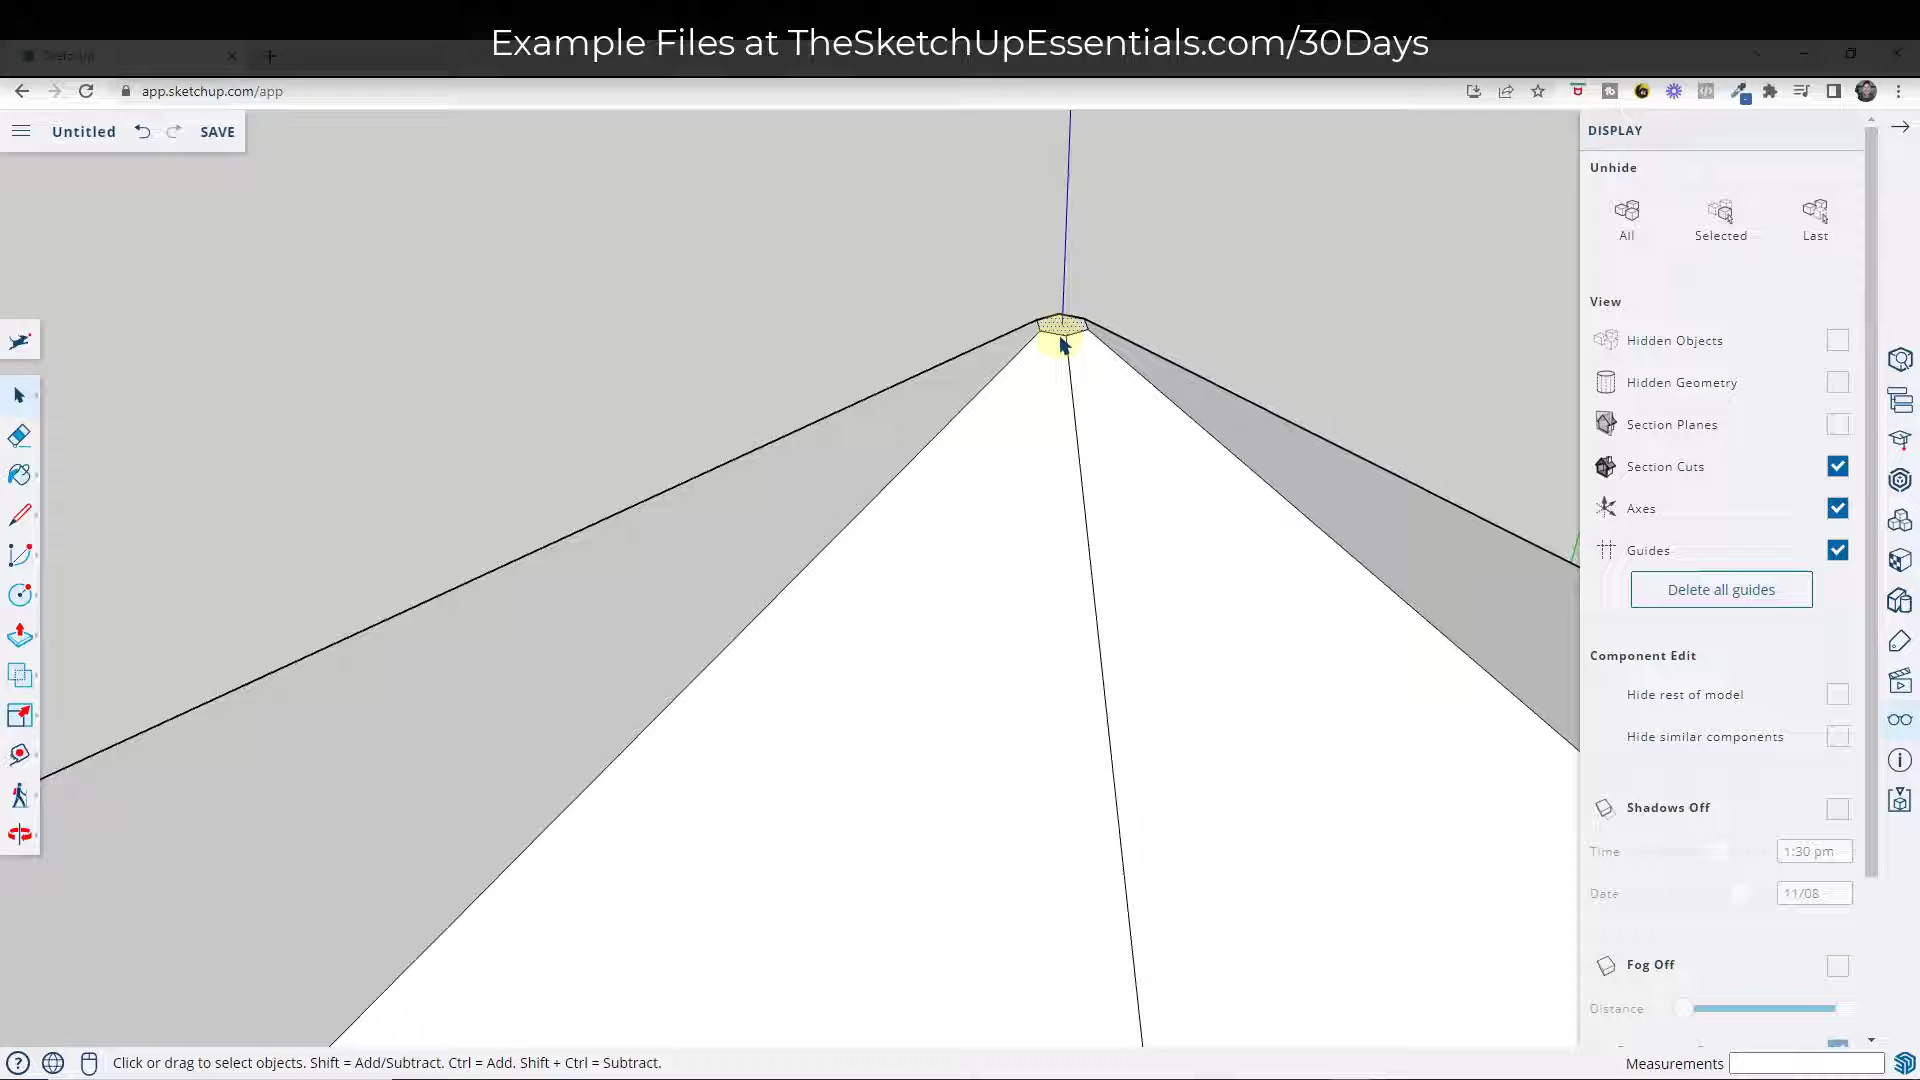 Example Files at TheSketchUpEssentials.com/30Days
SketchUp
app.sketchup.com/app
Untitled SAVE
DISPLAY
Unhide
All Selected Last
View
Hidden Objects
Hidden Geometry
Section Planes
Section Cuts
Axes
Guides
Delete all guides
Component Edit
Hide rest of model
Hide similar components
Shadows Off
Time 1:30 pm
Date 11/08
Fog Off
Distance
Click or drag to select objects. Shift = Add/Subtract. Ctrl = Add. Shift + Ctrl = Subtract.
Measurements